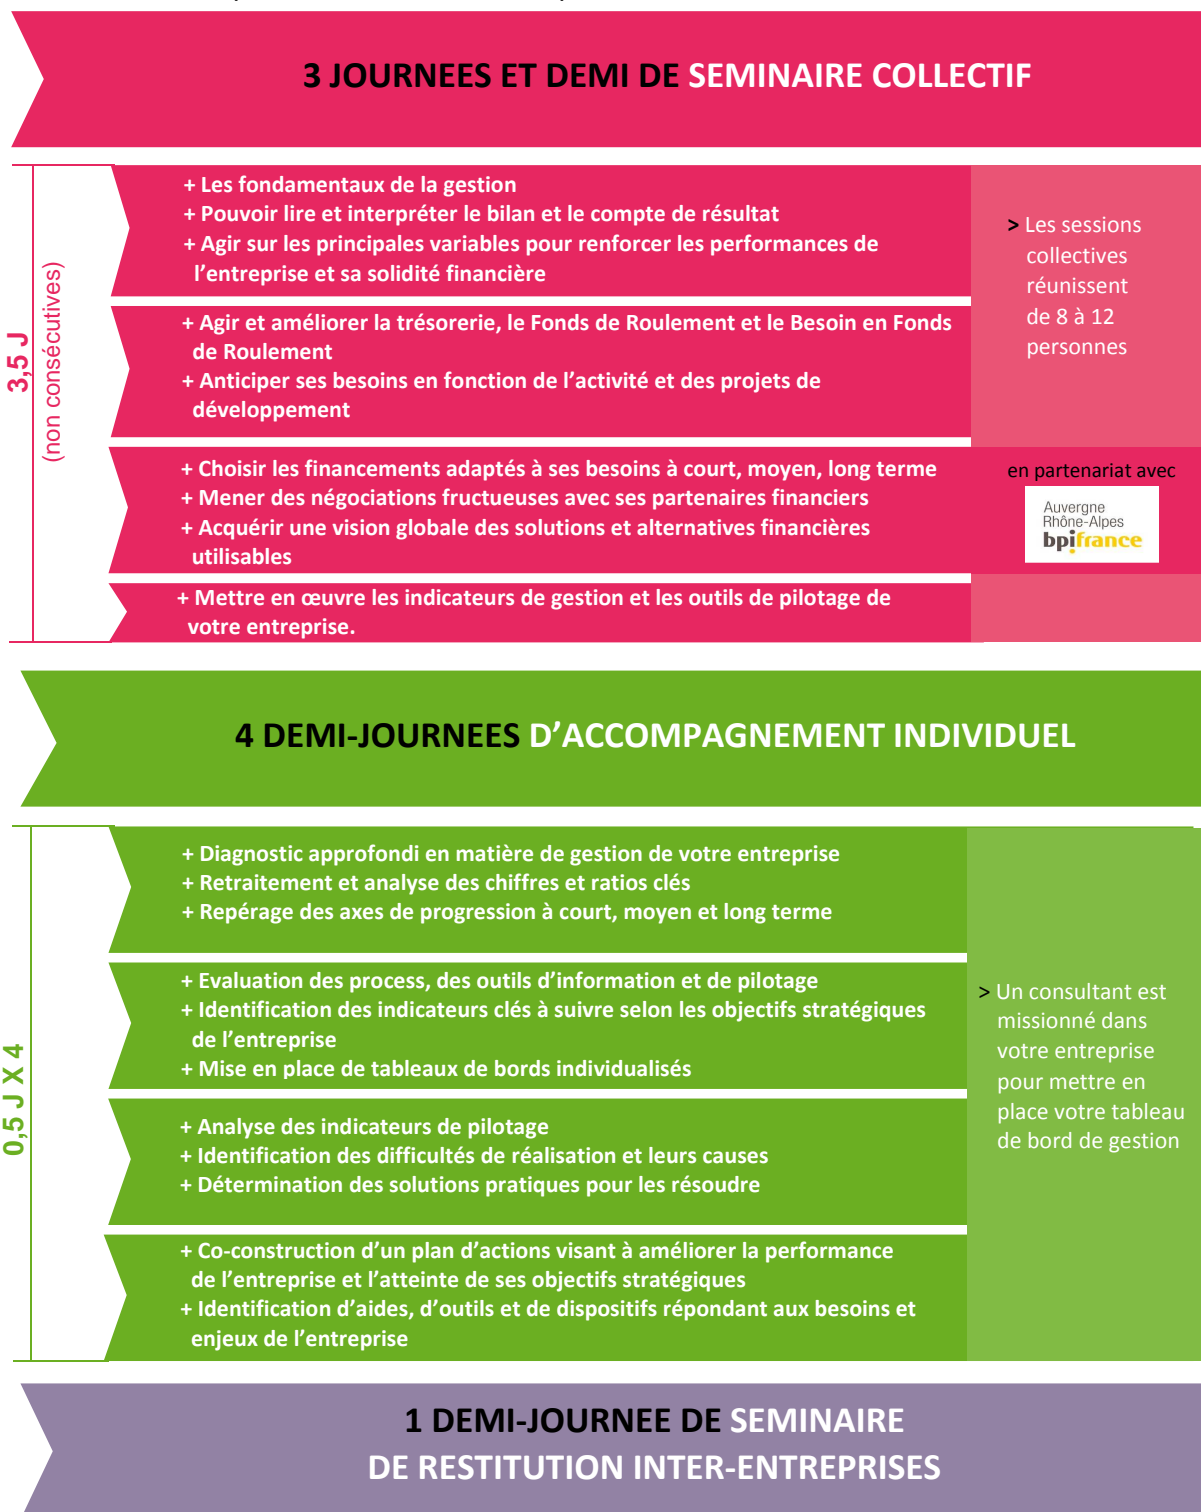 3 JOURNEES ET DEMI DE SEMINAIRE COLLECTIF
3,5 J
(non consécutives)
+ Les fondamentaux de la gestion
+ Pouvoir lire et interpréter le bilan et le compte de résultat
+ Agir sur les principales variables pour renforcer les performances de
l’entreprise et sa solidité financière
> Les sessions
collectives
réunissent
de 8 à 12
personnes
+ Agir et améliorer la trésorerie, le Fonds de Roulement et le Besoin en Fonds
de Roulement
+ Anticiper ses besoins en fonction de l’activité et des projets de
développement
+ Choisir les financements adaptés à ses besoins à court, moyen, long terme
+ Mener des négociations fructueuses avec ses partenaires financiers
+ Acquérir une vision globale des solutions et alternatives financières
utilisables
en partenariat avec
Auvergne
Rhône-Alpes
bpifrance
+ Mettre en œuvre les indicateurs de gestion et les outils de pilotage de
votre entreprise.
4 DEMI-JOURNEES D’ACCOMPAGNEMENT INDIVIDUEL
0,5 J X 4
+ Diagnostic approfondi en matière de gestion de votre entreprise
+ Retraitement et analyse des chiffres et ratios clés
+ Repérage des axes de progression à court, moyen et long terme
+ Evaluation des process, des outils d’information et de pilotage
+ Identification des indicateurs clés à suivre selon les objectifs stratégiques
de l’entreprise
+ Mise en place de tableaux de bords individualisés
> Un consultant est
missionné dans
votre entreprise
pour mettre en
place votre tableau
de bord de gestion
+ Analyse des indicateurs de pilotage
+ Identification des difficultés de réalisation et leurs causes
+ Détermination des solutions pratiques pour les résoudre
+ Co-construction d’un plan d’actions visant à améliorer la performance
de l’entreprise et l’atteinte de ses objectifs stratégiques
+ Identification d’aides, d’outils et de dispositifs répondant aux besoins et
enjeux de l’entreprise
1 DEMI-JOURNEE DE SEMINAIRE
DE RESTITUTION INTER-ENTREPRISES